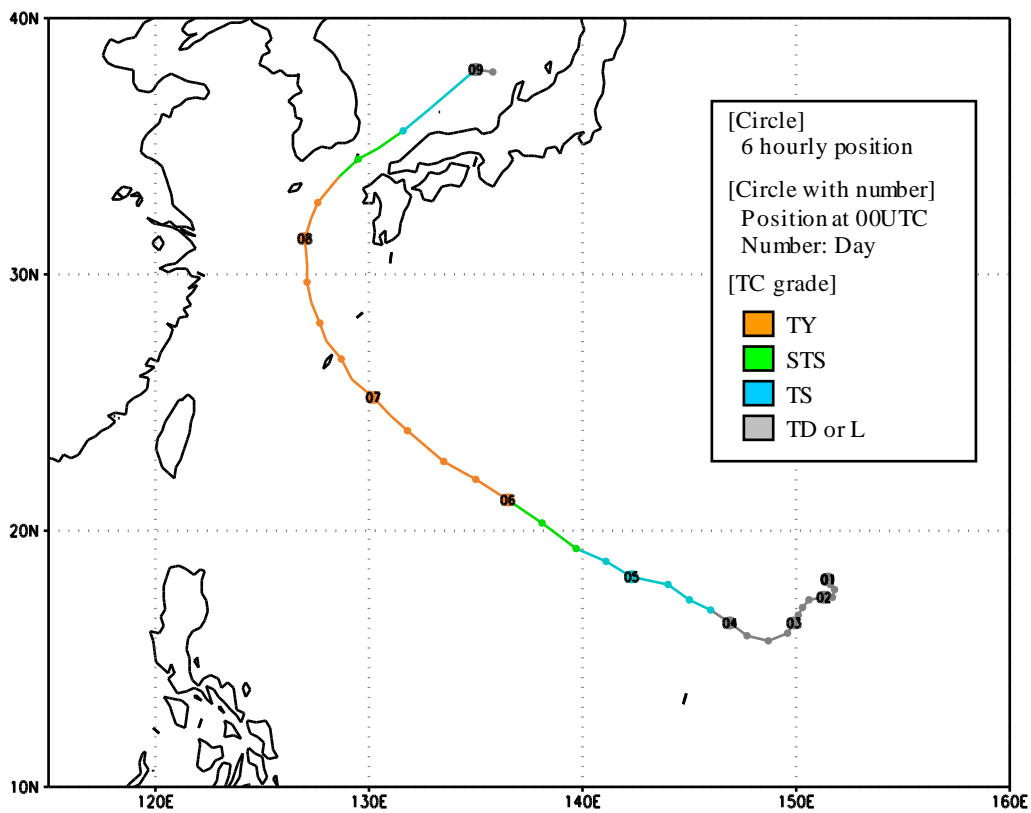 40N
09
[Circle]
6 hourly position
[Circle with number]
Position at 00UTC
Number: Day
[TC grade]
TY
STS
TS
TD or L
08
30N
07
06
20N
05
01
02
04
03
10N
120E
130E
140E
150E
160E